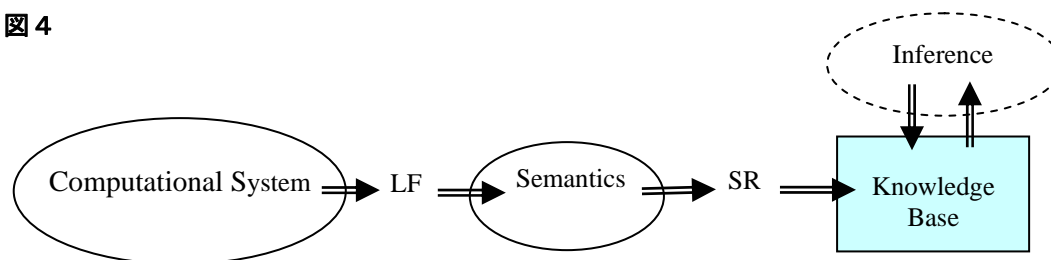 図4
Inference
Computational System
LF
Semantics
SR
Knowledge
Base